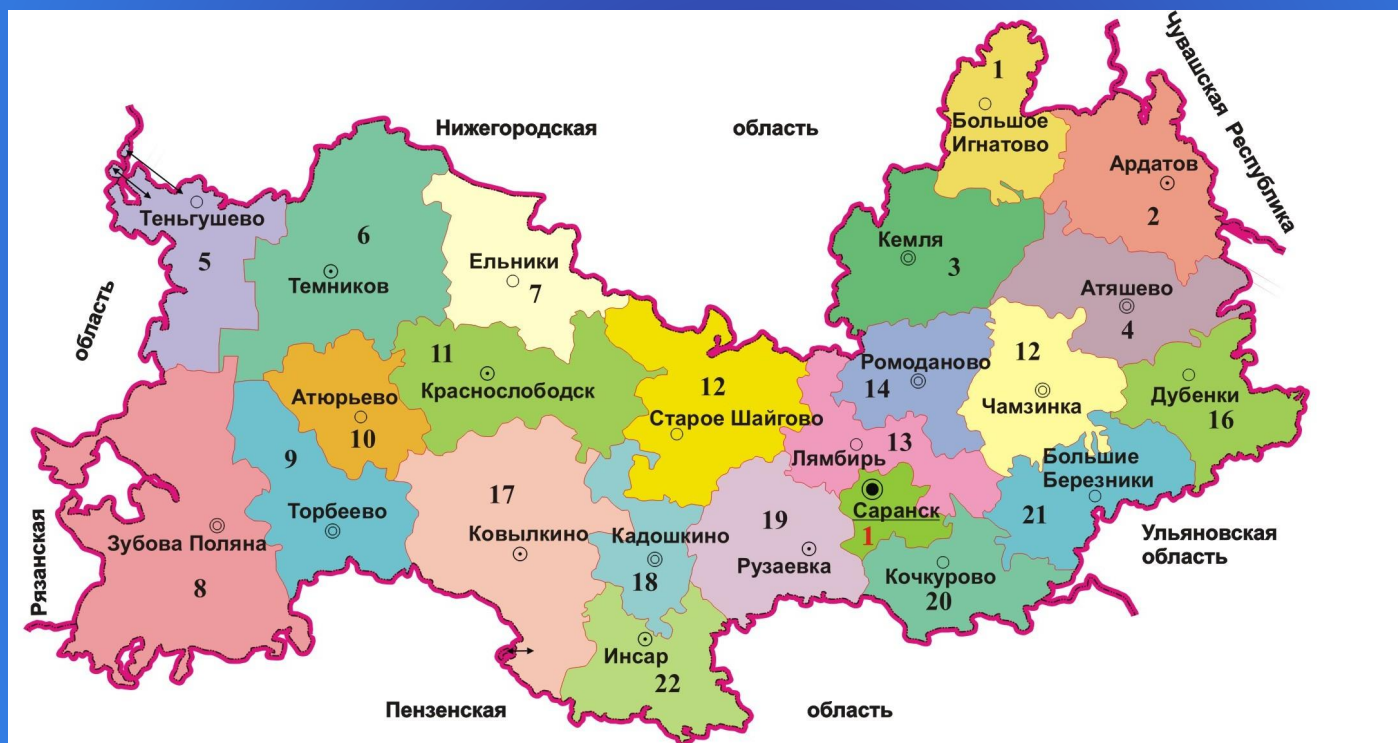 1
Большое
Игнатово
Чувашская Республика
Нижегородская область
Ардатов
2
Теньгушево
5
6
Темников
Ельники
7
Кемля
3
Атяшево
4
область
11
Краснослободск
12
Старое Шайгово
Ромоданово
14
12
Чамзинка
Дубенки
16
Атюрьево
10
9
Лямбирь
13
Большие
Березники
21
Рязанская
Зубова Поляна
8
Торбеево
17
Ковылкино
Кадошкино
18
19
Рузаевка
Саранск
1
Кочкурово
20
Ульяновская
область
Инсар
22
Пензенская область